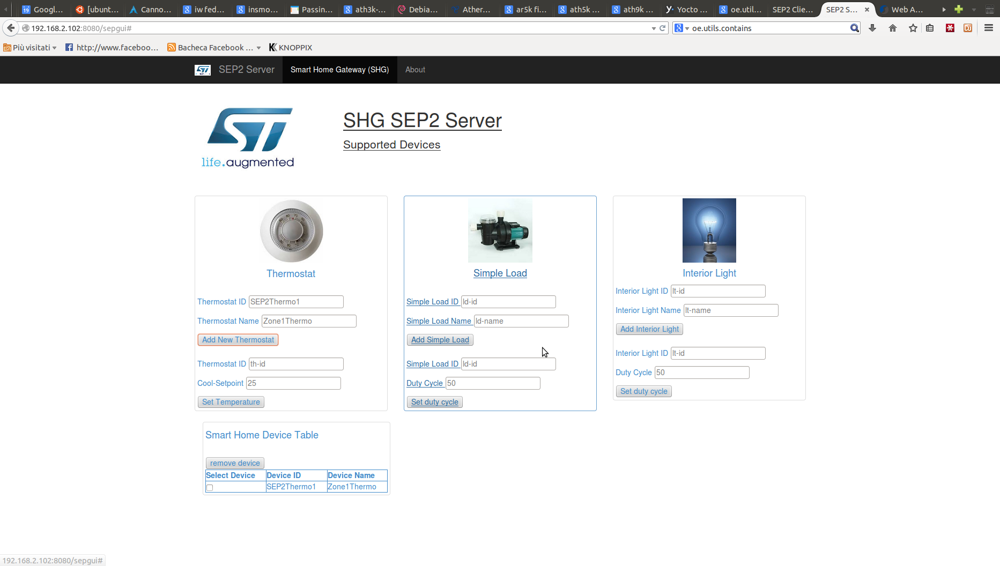 Googl...
[ubunt...
Canno...
iw fed...
insmo...
Passin...
ath3k-...
Debia...
Ather...
ar5k fi...
ath5k ...
ath9k ...
Yocto ...
oe.util...
SEP2 Clie...
SEP2 S...
Web A...
192.168.2.102:8080/sepgui#
oe.utils.contains
Più visitati
http://www.faceboo...
Bacheca Facebook ...
KNOPPIX
SEP2 Server
Smart Home Gateway (SHG)
About
life.augmented
SHG SEP2 Server
Supported Devices
Thermostat
Thermostat ID SEP2Thermo1
Thermostat Name Zone1Thermo
Add New Thermostat
Thermostat ID th-id
Cool-Setpoint 25
Set Temperature
Simple Load
Simple Load ID ld-id
Simple Load Name ld-name
Add Simple Load
Simple Load ID ld-id
Duty Cycle 50
Set duty cycle
Interior Light
Interior Light ID lt-id
Interior Light Name lt-name
Add Interior Light
Interior Light ID lt-id
Duty Cycle 50
Set duty cycle
Smart Home Device Table
remove device
Select Device Device ID Device Name
SEP2Thermo1 Zone1Thermo
192.168.2.102:8080/sepgui#